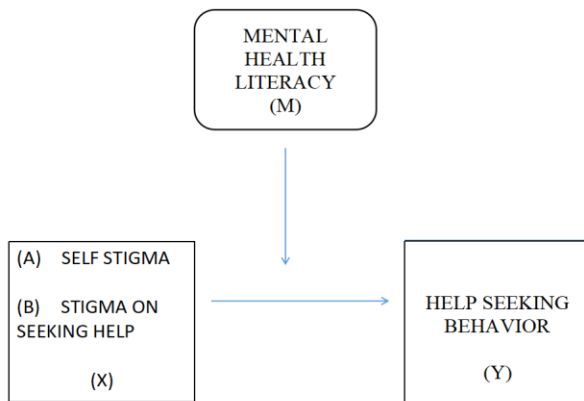 MENTAL
HEALTH
LITERACY
(M)
(A) SELF STIGMA
(B) STIGMA ON
SEEKING HELP
(X)
HELP SEEKING
BEHAVIOR
(Y)